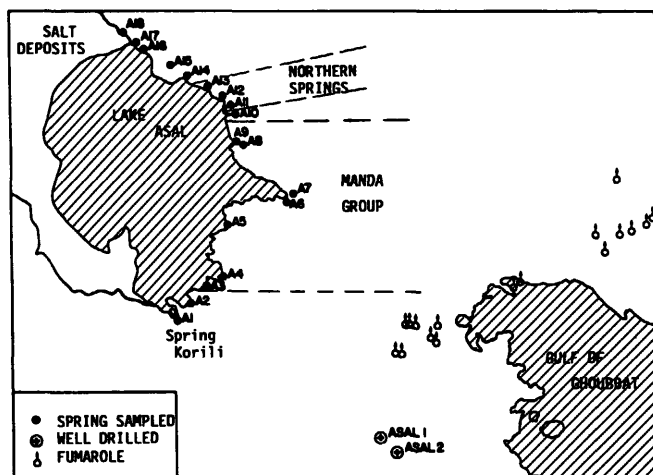 A18
SALT
DEPOSITS
A17
A16
A15
A14
A13
A12
A11
A10
NORTHERN
SPRINGS
LAKE
ASAL
A9
A8
MANDA
GROUP
A7
A6
A5
A4
A3
A2
A1
Spring
Korili
GULF OF
GHOUBBAT
ASAL 1
ASAL 2
SPRING SAMPLED
WELL DRILLED
FUMAROLE